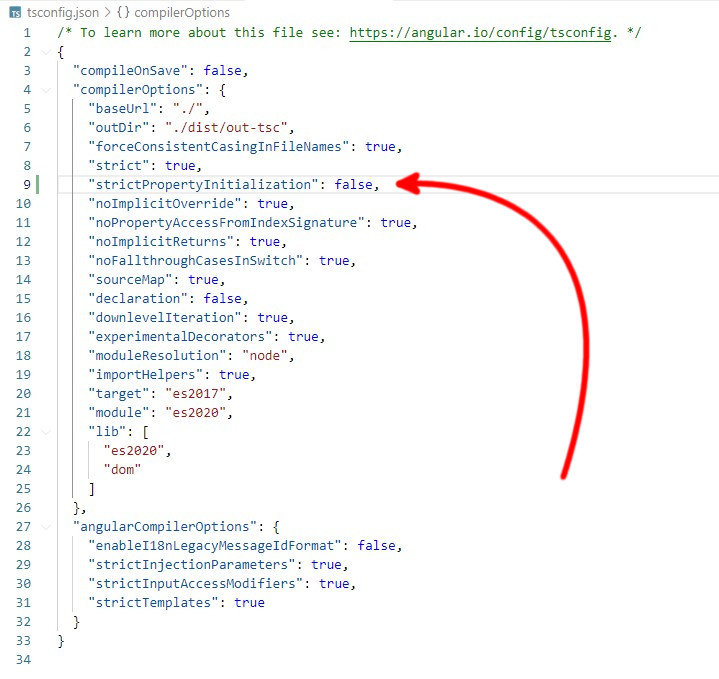 TS tsconfig.json > {} compilerOptions
1 /* To learn more about this file see: https://angular.io/config/tsconfig. */
2 {
3 "compileOnSave": false,
4 "compilerOptions": {
5 "baseUrl": "./",
6 "outDir": "./dist/out-tsc",
7 "forceConsistentCasingInFileNames": true,
8 "strict": true,
9 "strictPropertyInitialization": false,
10 "noImplicitOverride": true,
11 "noPropertyAccessFromIndexSignature": true,
12 "noImplicitReturns": true,
13 "noFallthroughCasesInSwitch": true,
14 "sourceMap": true,
15 "declaration": false,
16 "downlevelIteration": true,
17 "experimentalDecorators": true,
18 "moduleResolution": "node",
19 "importHelpers": true,
20 "target": "es2017",
21 "module": "es2020",
22 "lib": [
23 "es2020",
24 "dom"
25 ]
26 },
27 "angularCompilerOptions": {
28 "enableI18nLegacyMessageIdFormat": false,
29 "strictInjectionParameters": true,
30 "strictInputAccessModifiers": true,
31 "strictTemplates": true
32 }
33 }
34